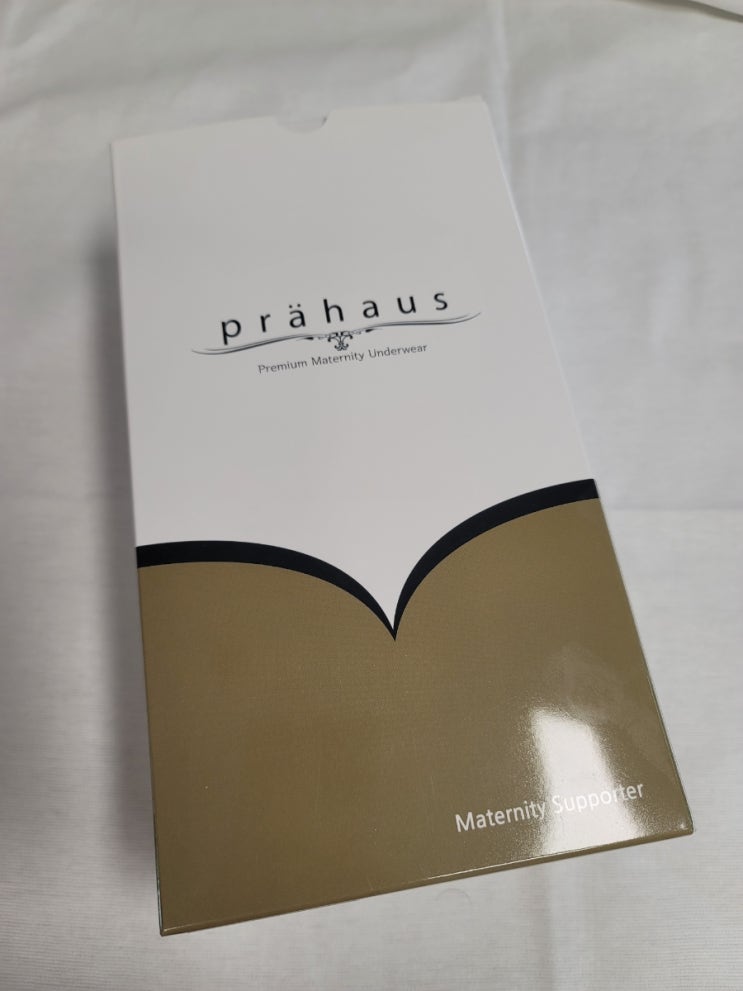 prähaus
Premium Maternity Underwear
Maternity Supporter